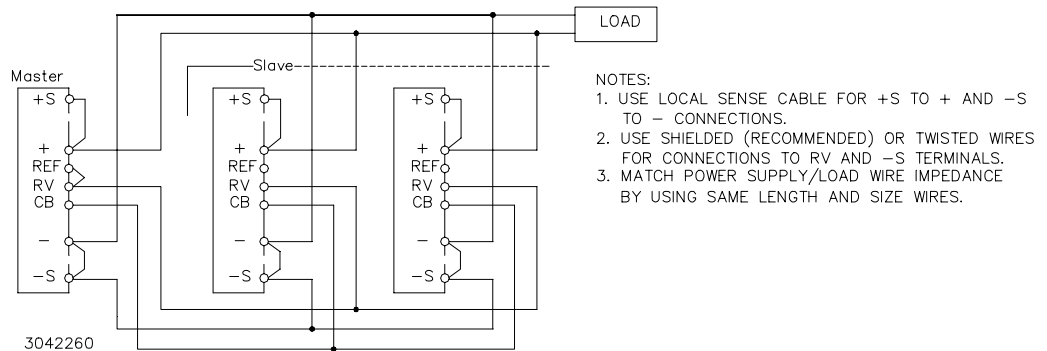 LOAD
Master
Slave
+S
+
REF
RV
CB
−
−S
+S
+
REF
RV
CB
−
−S
+S
+
REF
RV
CB
−
−S
3042260
NOTES:
1. USE LOCAL SENSE CABLE FOR +S TO + AND −S
TO − CONNECTIONS.
2. USE SHIELDED (RECOMMENDED) OR TWISTED WIRES
FOR CONNECTIONS TO RV AND −S TERMINALS.
3. MATCH POWER SUPPLY/LOAD WIRE IMPEDANCE
BY USING SAME LENGTH AND SIZE WIRES.